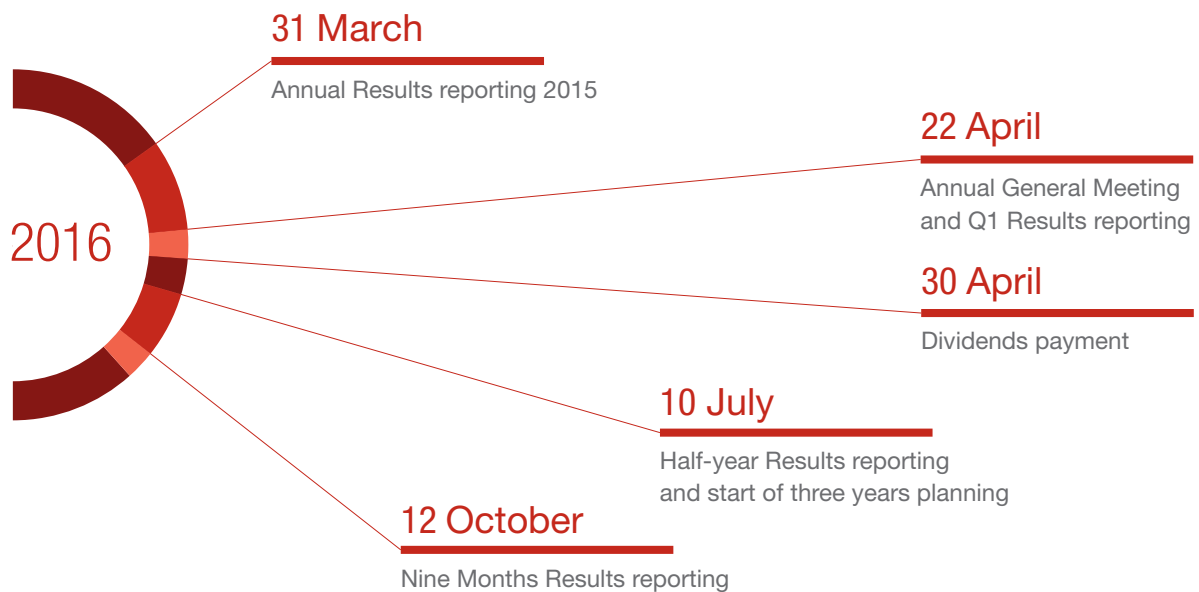 31 March
Annual Results reporting 2015
22 April
Annual General Meeting
and Q1 Results reporting
2016
30 April
Dividends payment
10 July
Half-year Results reporting
and start of three years planning
12 October
Nine Months Results reporting